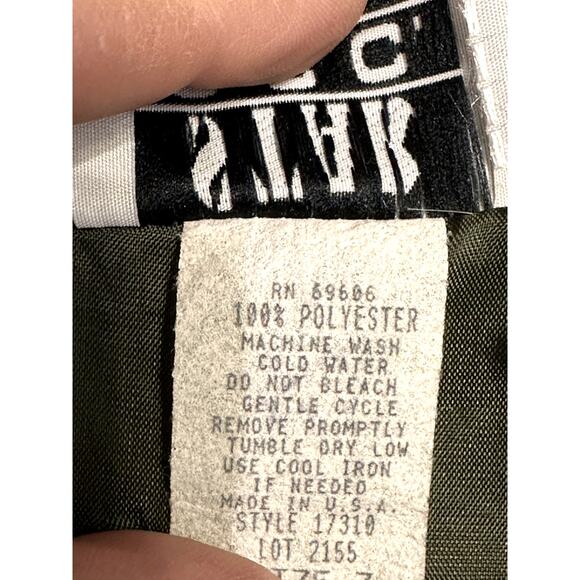 STAR
RN 69606
100% POLYESTER
MACHINE WASH
COLD WATER
DO NOT BLEACH
GENTLE CYCLE
REMOVE PROMPTLY
TUMBLE DRY LOW
USE COOL IRON
IF NEEDED
MADE IN U.S.A.
STYLE 17310
LOT 2155